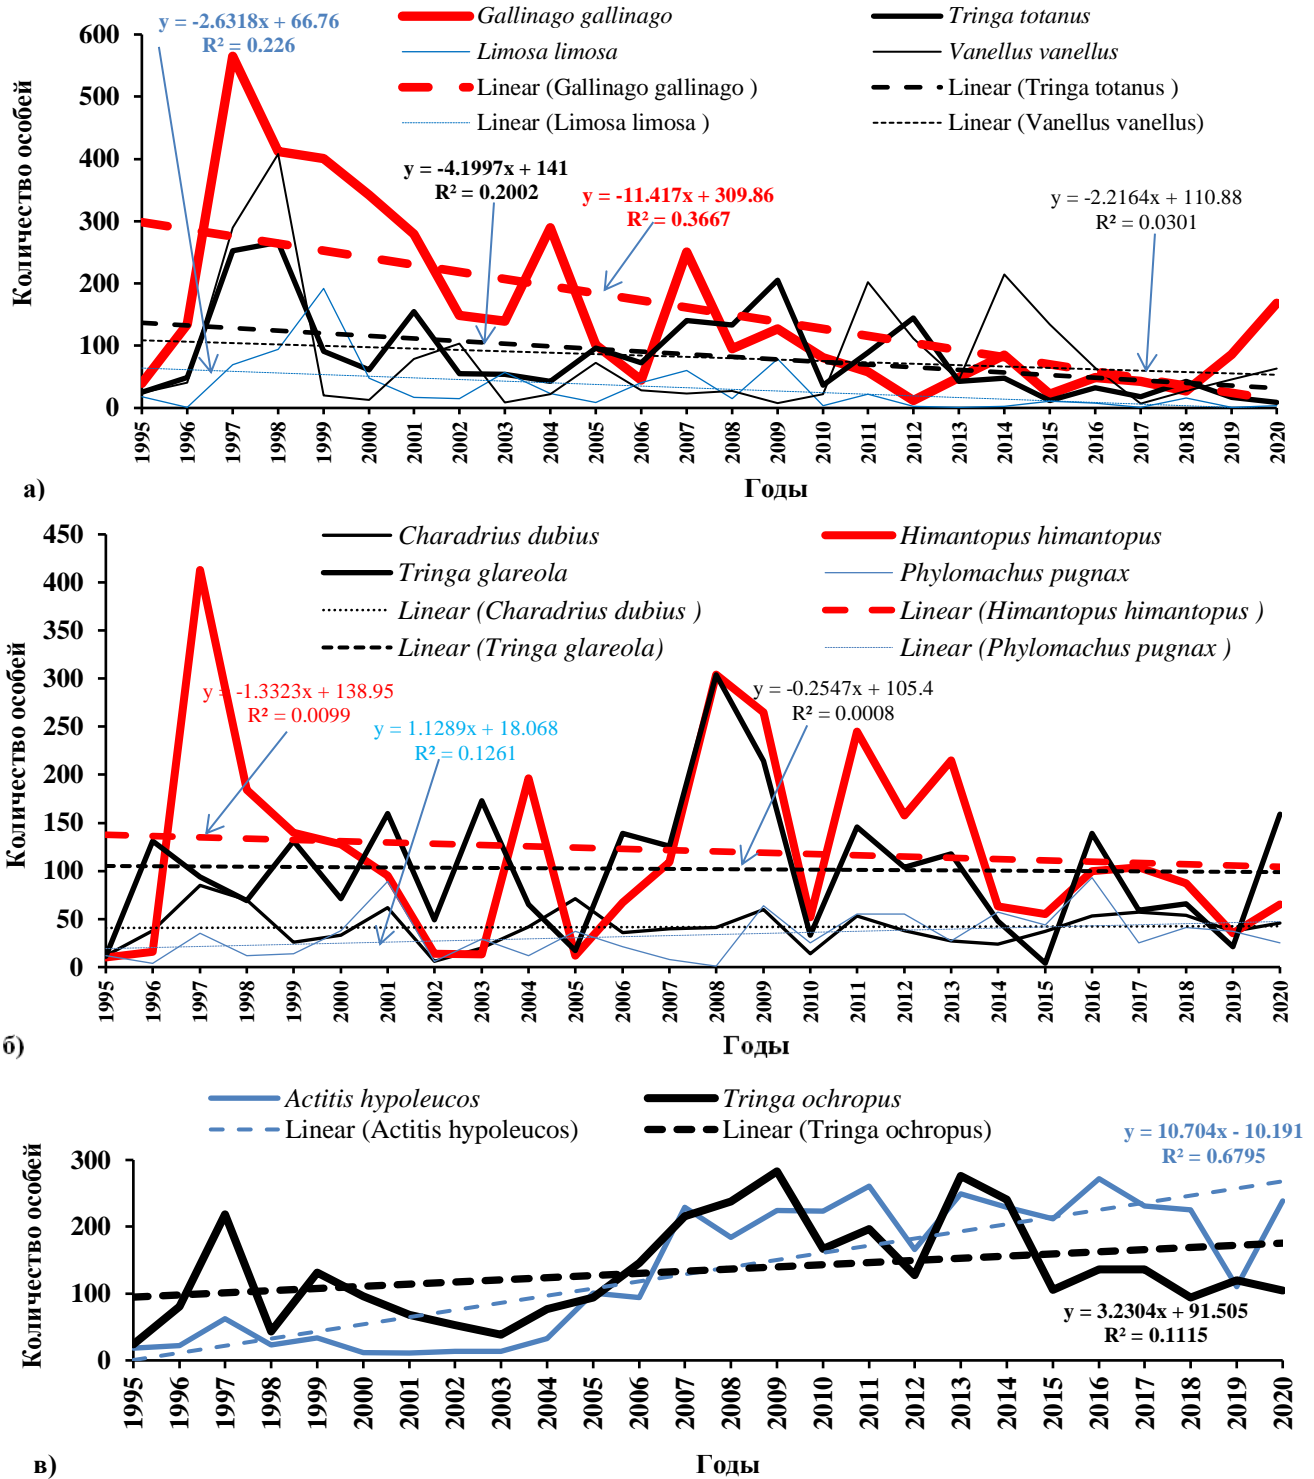 y = -2.6318x + 66.76
R² = 0.226
Gallinago gallinago
Tringa totanus
Limosa limosa
Vanellus vanellus
Linear (Gallinago gallinago )
Linear (Tringa totanus )
Linear (Limosa limosa )
Linear (Vanellus vanellus)
Количество особей
600
500
400
300
200
100
0
y = -4.1997x + 141
R² = 0.2002
y = -11.417x + 309.86
R² = 0.3667
y = -2.2164x + 110.88
R² = 0.0301
1995 1996 1997 1998 1999 2000 2001 2002 2003 2004 2005 2006 2007 2008 2009 2010 2011 2012 2013 2014 2015 2016 2017 2018 2019 2020
а)
Годы
Charadrius dubius
Himantopus himantopus
Tringa glareola
Phylomachus pugnax
Linear (Charadrius dubius )
Linear (Himantopus himantopus )
Linear (Tringa glareola)
Linear (Phylomachus pugnax )
Количество особей
450
400
350
300
250
200
150
100
50
0
y = -1.3323x + 138.95
R² = 0.0099
y = 1.1289x + 18.068
R² = 0.1261
y = -0.2547x + 105.4
R² = 0.0008
1995 1996 1997 1998 1999 2000 2001 2002 2003 2004 2005 2006 2007 2008 2009 2010 2011 2012 2013 2014 2015 2016 2017 2018 2019 2020
б)
Годы
Actitis hypoleucos
Tringa ochropus
Linear (Actitis hypoleucos)
Linear (Tringa ochropus)
Количество особей
300
200
100
0
y = 10.704x - 10.191
R² = 0.6795
y = 3.2304x + 91.505
R² = 0.1115
1995 1996 1997 1998 1999 2000 2001 2002 2003 2004 2005 2006 2007 2008 2009 2010 2011 2012 2013 2014 2015 2016 2017 2018 2019 2020
в)
Годы